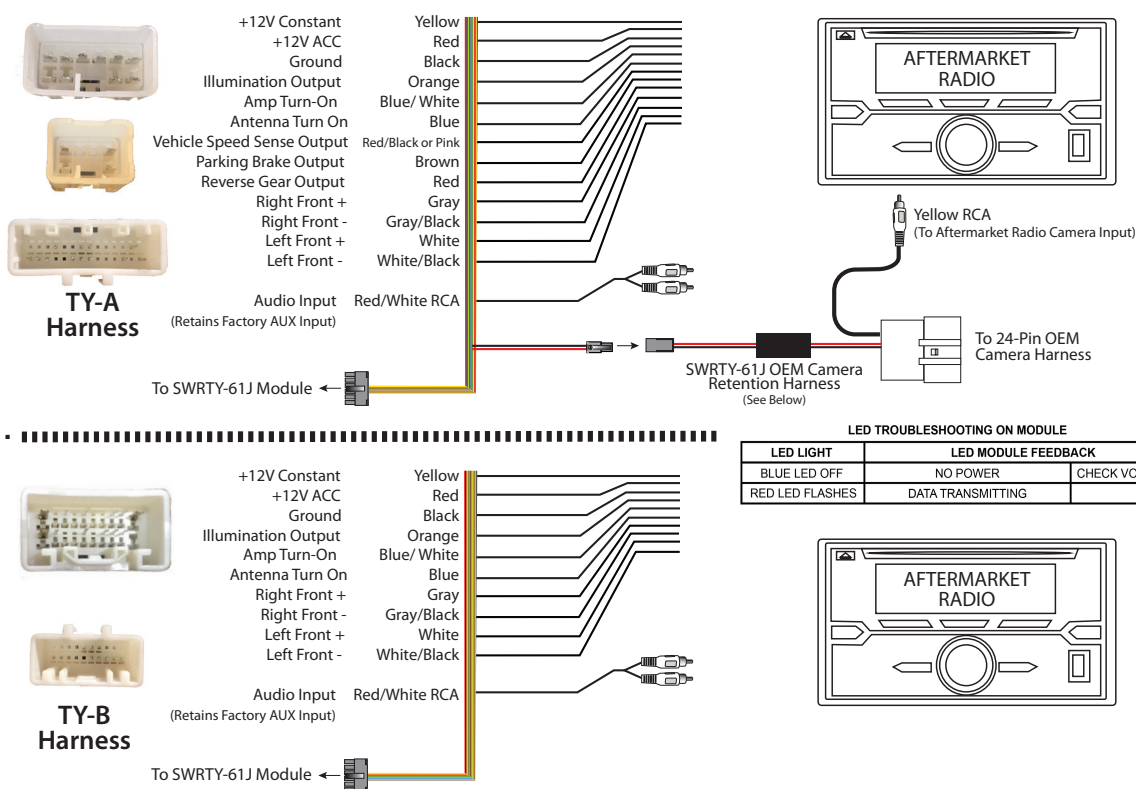 +12V Constant Yellow
+12V ACC Red
Ground Black
Illumination Output Orange
Amp Turn-On Blue/ White
Antenna Turn On Blue
Vehicle Speed Sense Output Red/Black or Pink
Parking Brake Output Brown
Reverse Gear Output Red
Right Front + Gray
Right Front - Gray/Black
Left Front + White
Left Front - White/Black
Audio Input Red/White RCA
(Retains Factory AUX Input)
TY-A
Harness
To SWRTY-61J Module
AFTERMARKET
RADIO
Yellow RCA
(To Aftermarket Radio Camera Input)
To 24-Pin OEM
Camera Harness
SWRTY-61J OEM Camera
Retention Harness
(See Below)
LED TROUBLESHOOTING ON MODULE
LED LIGHT LED MODULE FEEDBACK
BLUE LED OFF NO POWER CHECK
RED LED FLASHES DATA TRANSMITTING
+12V Constant Yellow
+12V ACC Red
Ground Black
Illumination Output Orange
Amp Turn-On Blue/ White
Antenna Turn On Blue
Right Front + Gray
Right Front - Gray/Black
Left Front + White
Left Front - White/Black
Audio Input Red/White RCA
(Retains Factory AUX Input)
TY-B
Harness
To SWRTY-61J Module
AFTERMARKET
RADIO